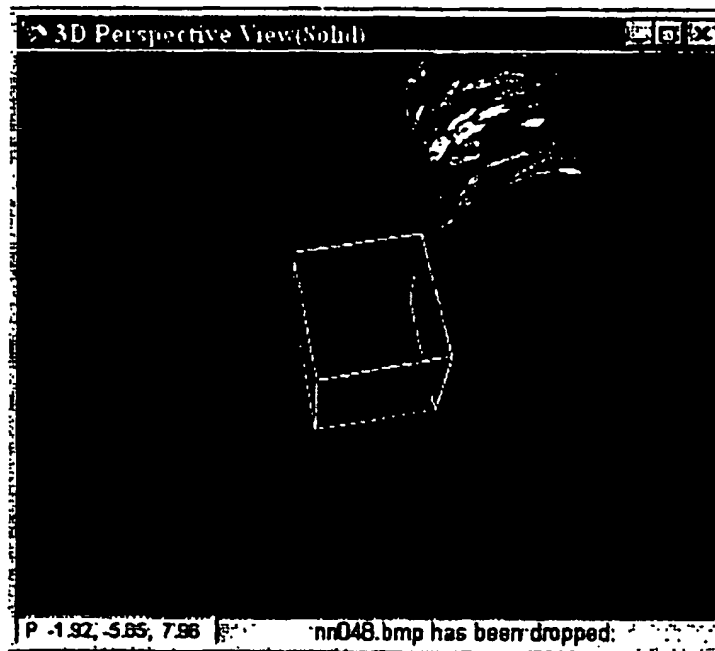 3D Perspective View(Solid)
P -1.92, -5.65, 7.96 nn048.bmp has been dropped: